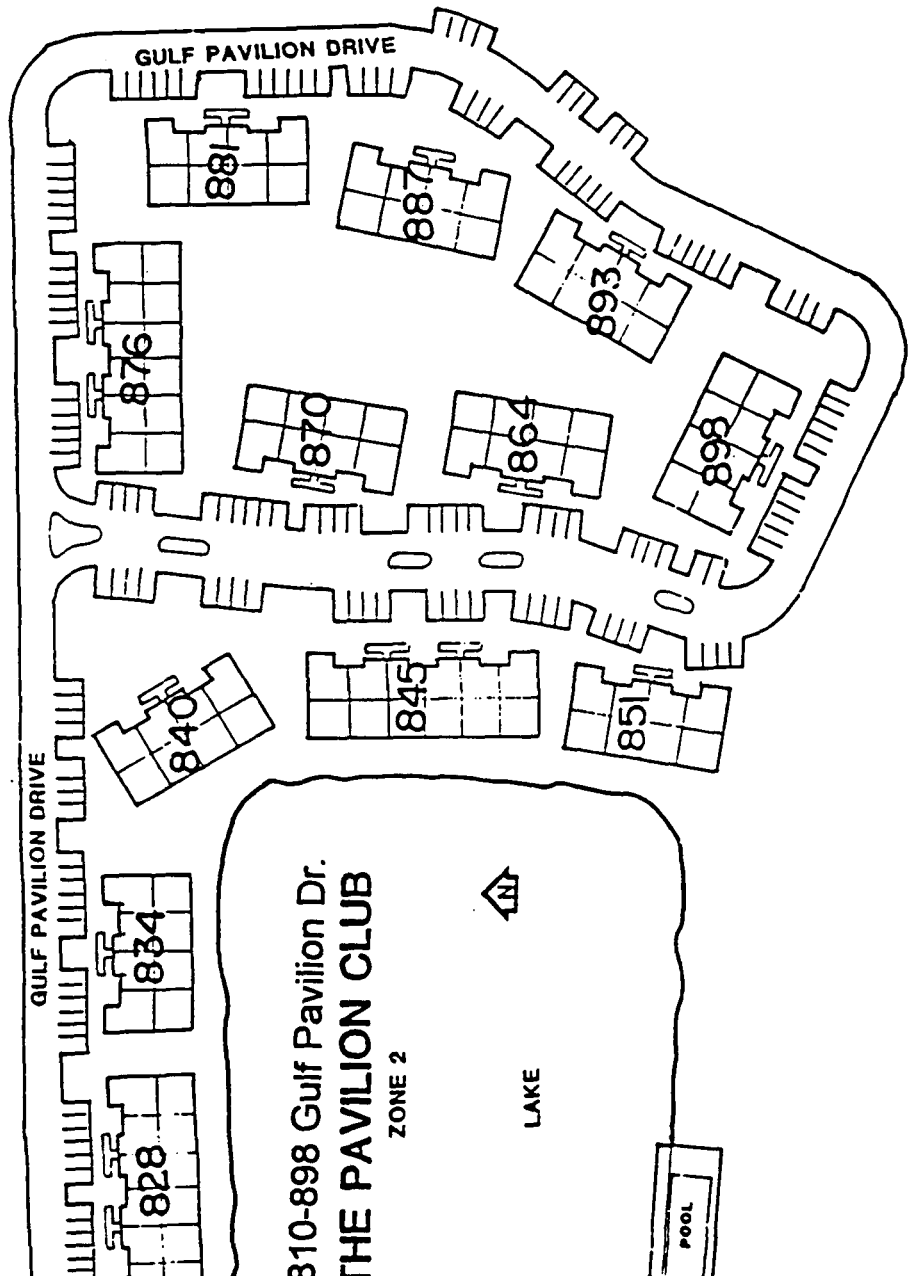 GULF PAVILION DRIVE
881
887
893
876
870
864
898
840
845
851
GULF PAVILION DRIVE
834
828
N
810-898 Gulf Pavilion Dr.
THE PAVILION CLUB
ZONE 2
LAKE
POOL